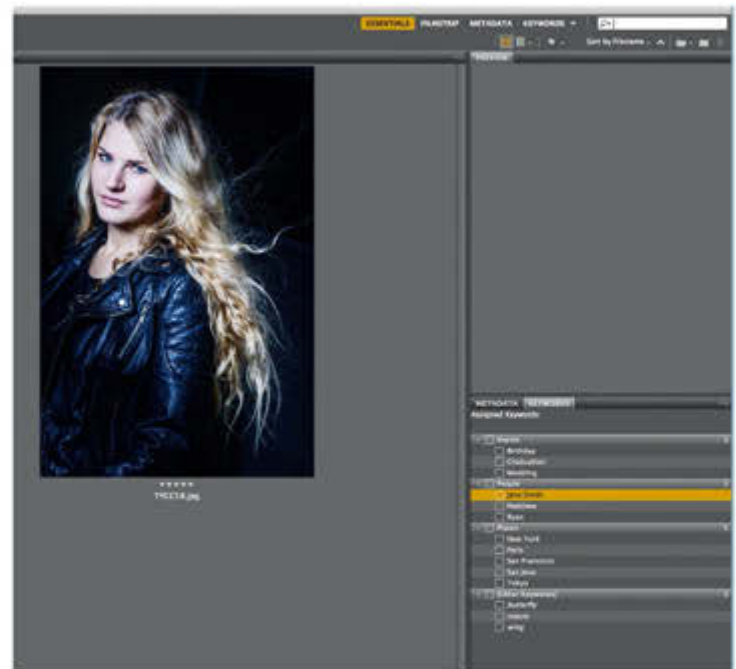 ESSENTIALS FILMSTRIP METADATA KEYWORDS
Sort by Filename
PREVIEW
METADATA KEYWORDS
Assigned Keywords:
Events
Birthday
Graduation
Wedding
People
Jane Smith
Matthew
Ryan
Places
New York
Paris
San Francisco
San Jose
Tokyo
[Other Keywords]
butterfly
nature
wing